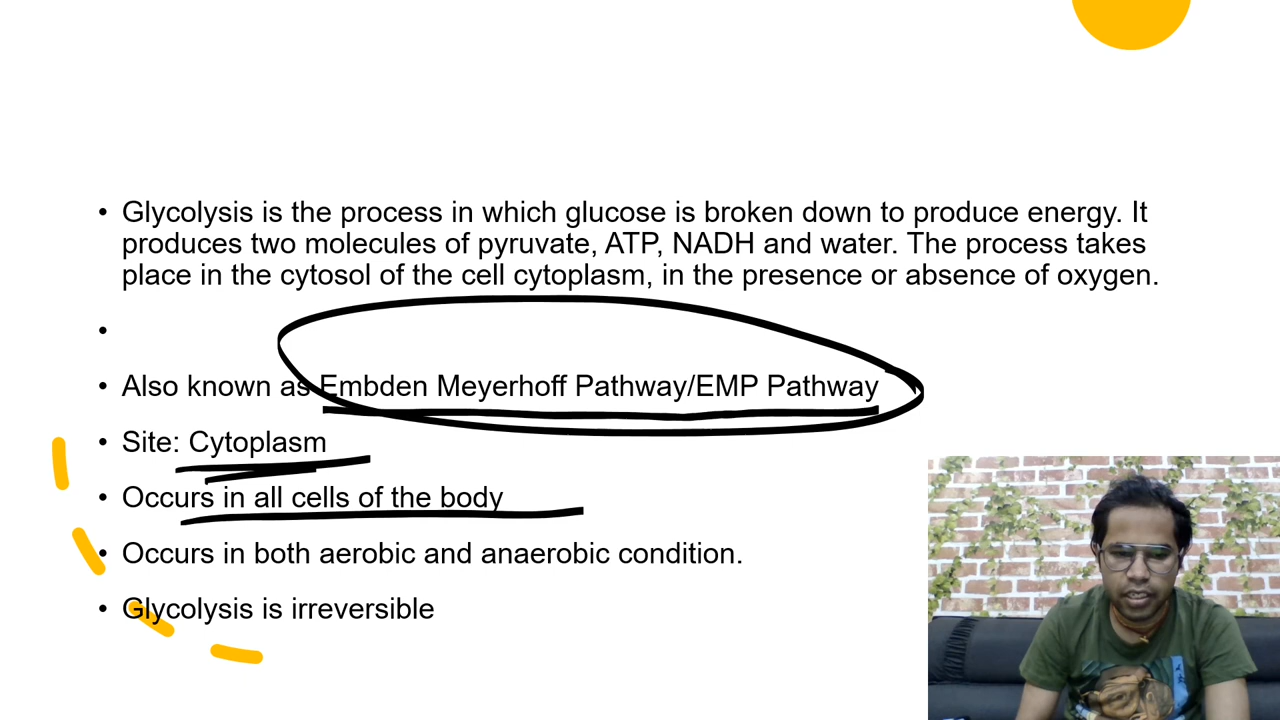 • Glycolysis is the process in which glucose is broken down to produce energy. It
produces two molecules of pyruvate, ATP, NADH and water. The process takes
place in the cytosol of the cell cytoplasm, in the presence or absence of oxygen.
•
• Also known as Embden Meyerhoff Pathway/EMP Pathway
• Site: Cytoplasm
• Occurs in all cells of the body
• Occurs in both aerobic and anaerobic condition.
• Glycolysis is irreversible